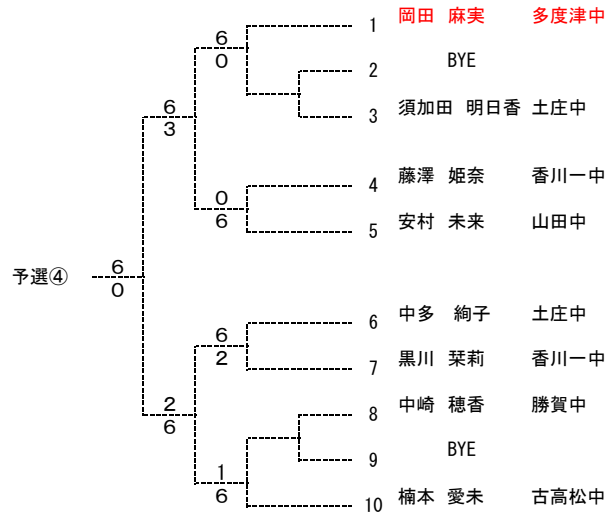 1 岡田 麻実 多度津中
6
0
2 BYE
3 須加田 明日香 土庄中
6
3
4 藤澤 姫奈 香川一中
0
6
5 安村 未来 山田中
予選④
6
0
6 中多 絢子 土庄中
6
2
7 黒川 栞莉 香川一中
2
6
8 中崎 穂香 勝賀中
9 BYE
1
6
10 楠本 愛未 古高松中